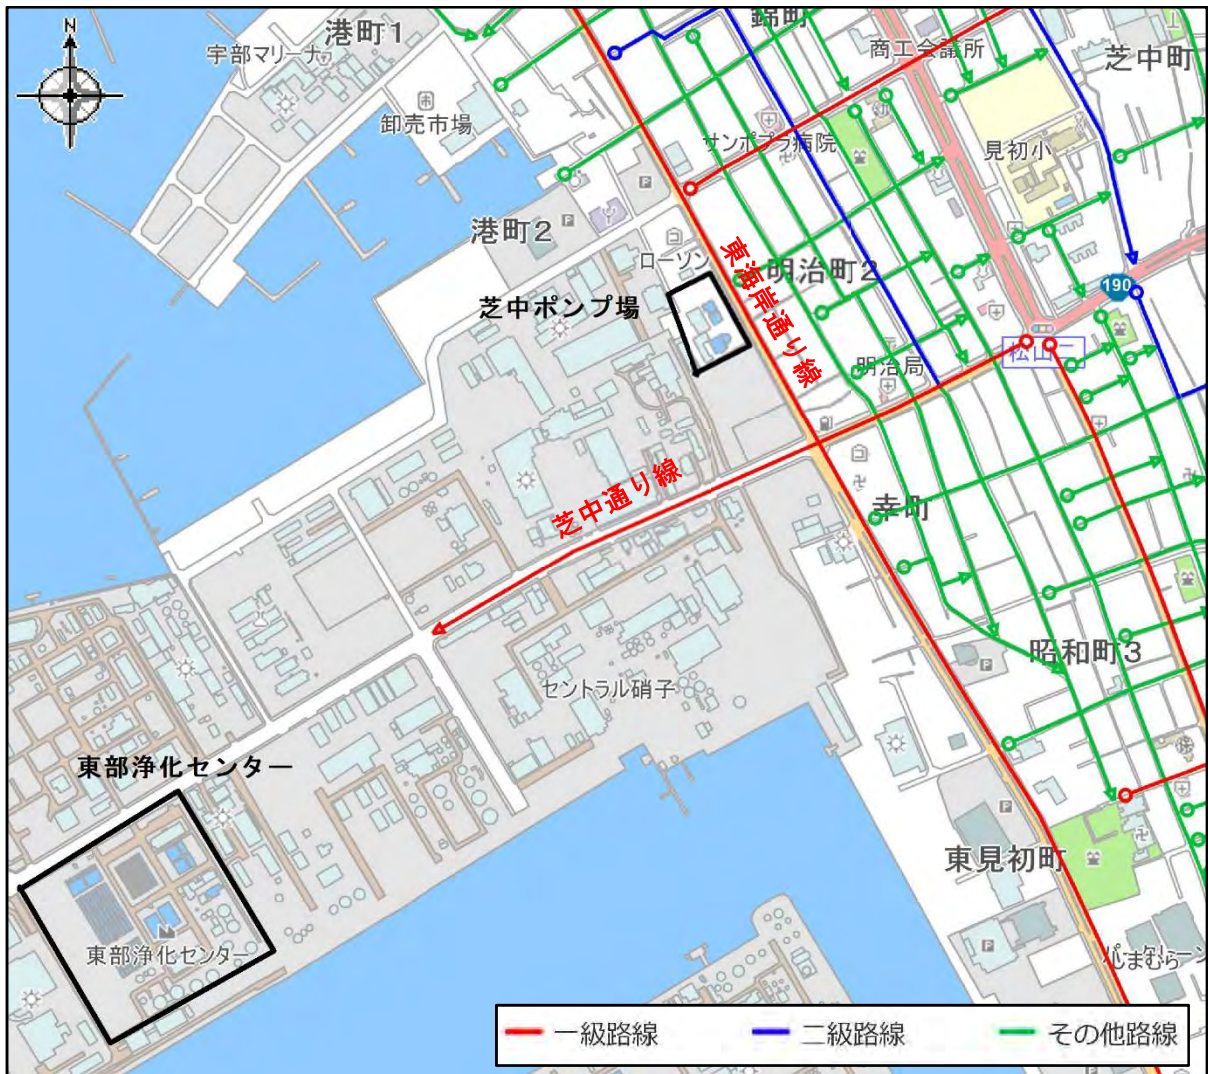 N
港町1
錦町
宇部マリーナ
商工会議所
芝中町
卸売市場
サンポプラ病院
見初小
港町2
ローソン
明治町2
東海岸通り線
190
芝中ポンプ場
松山二
明治局
芝中通り線
幸町
昭和町3
セントラル硝子
東部浄化センター
東見初町
東部浄化センター
しまむら
一級路線
二級路線
その他路線